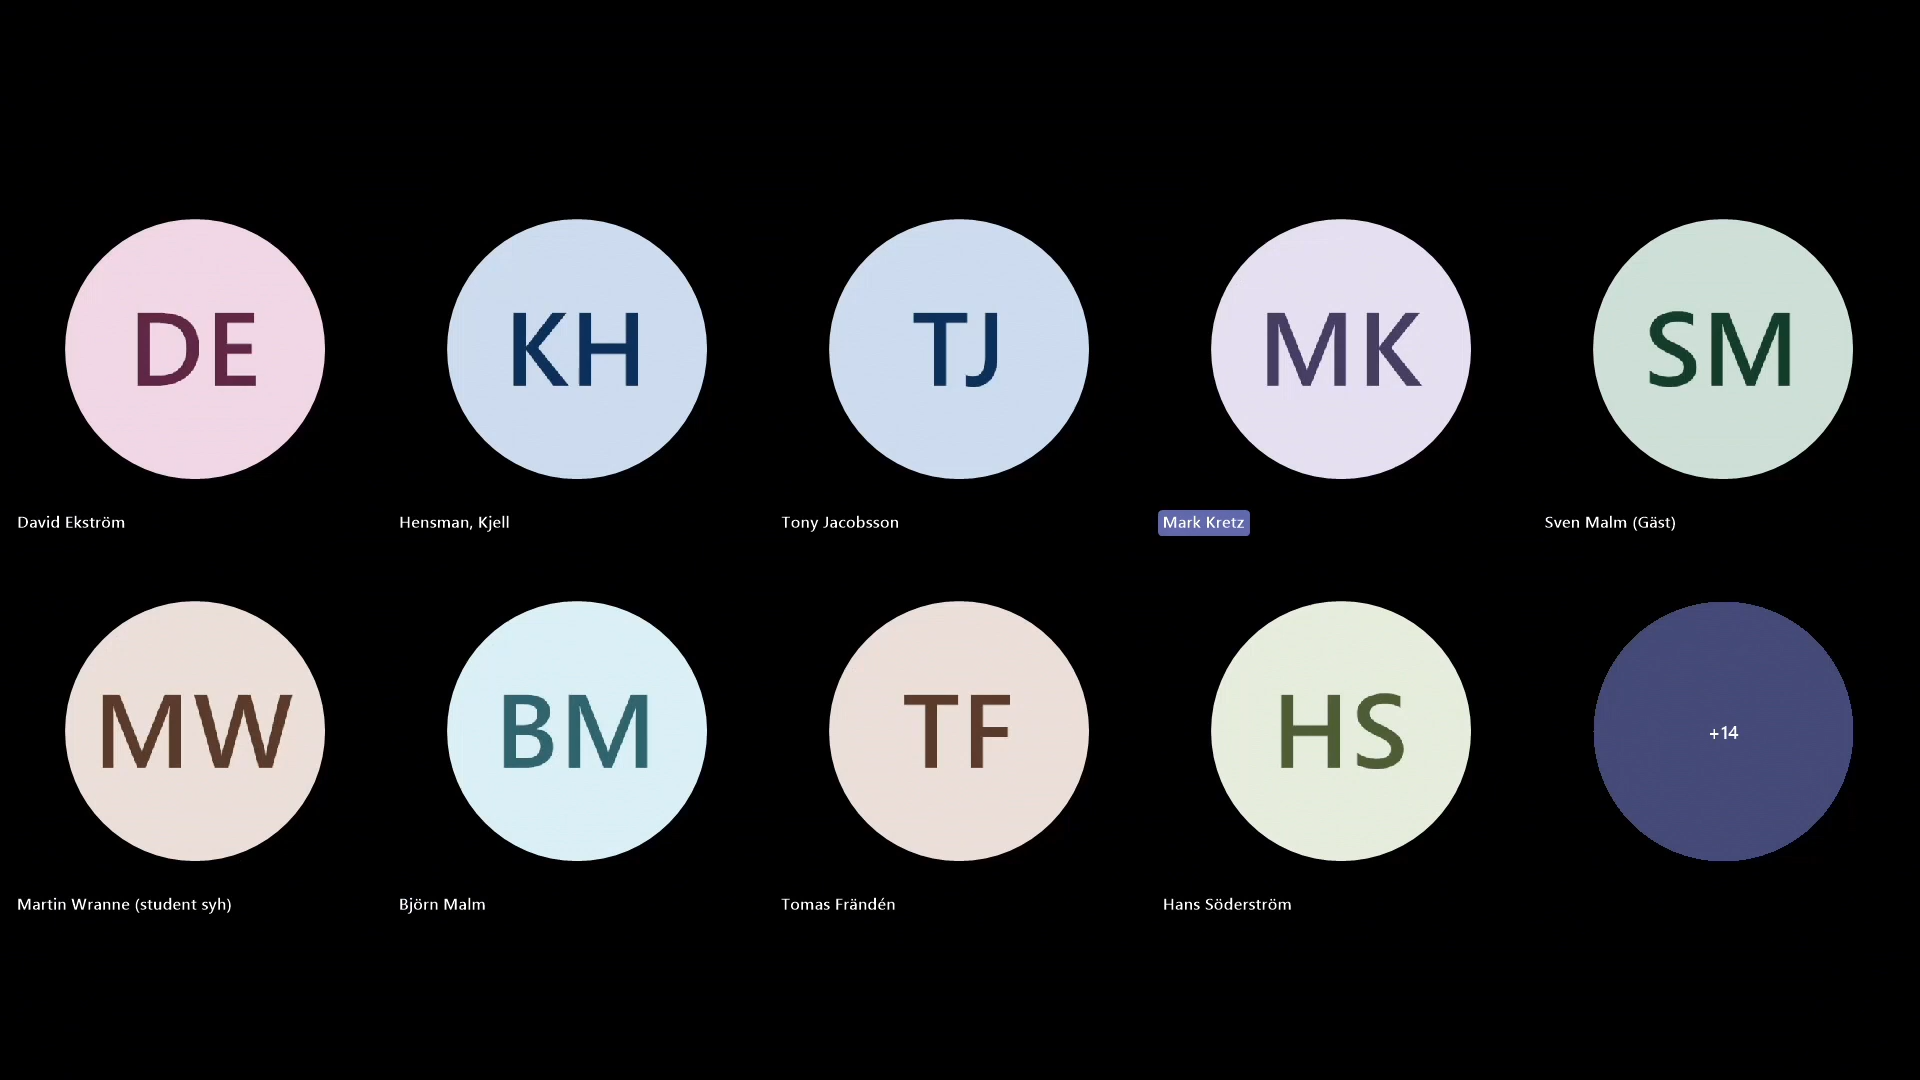 DE
KH
TJ
MK
SM
David Ekström
Hensman, Kjell
Tony Jacobsson
Mark Kretz
Sven Malm (Gäst)
MW
BM
TF
HS
+14
Martin Wranne (student syh)
Björn Malm
Tomas Frändén
Hans Söderström